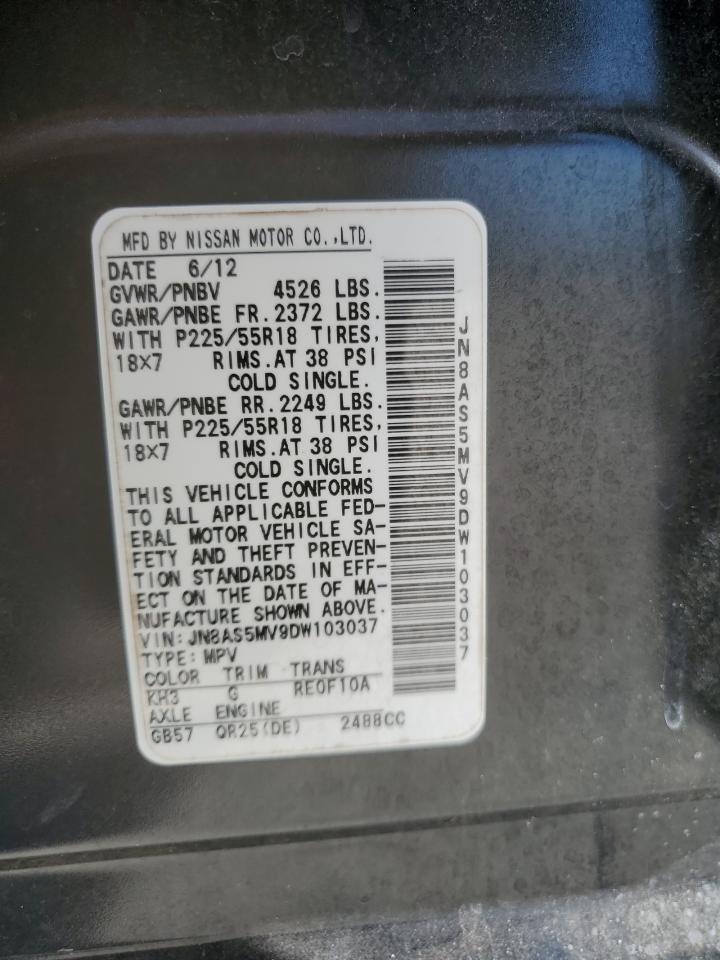 MFD BY NISSAN MOTOR CO.,LTD.
DATE 6/12
GVWR/PNBV 4526 LBS.
GAWR/PNBE FR.2372 LBS.
WITH P225/55R18 TIRES,
18X7 RIMS.AT 38 PSI
COLD SINGLE.
GAWR/PNBE RR.2249 LBS.
WITH P225/55R18 TIRES,
18X7 RIMS.AT 38 PSI
COLD SINGLE.
THIS VEHICLE CONFORMS
TO ALL APPLICABLE FED-
ERAL MOTOR VEHICLE SA-
FETY AND THEFT PREVEN-
TION STANDARDS IN EFF-
ECT ON THE DATE OF MA-
NUFACTURE SHOWN ABOVE.
VIN:JN8AS5MV9DW103037
TYPE:MPV
COLOR TRIM TRANS
KH3 G RE0F10A
AXLE ENGINE
GB57 QR25(DE) 2488CC
JN8AS5MV9DW103037